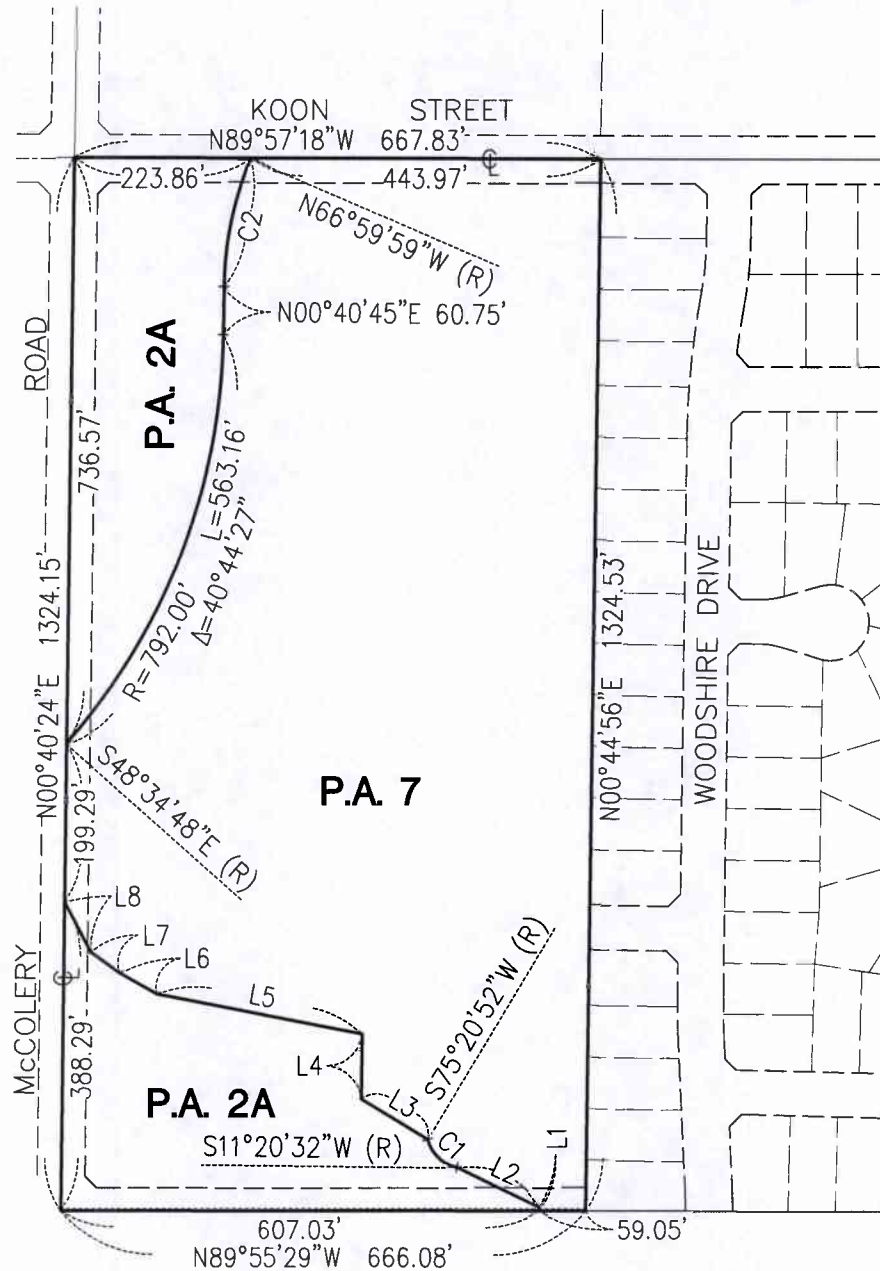 KOON STREET
N89°57'18"W 667.83'
℄
223.86'
443.97'
C2
N66°59'59"W (R)
N00°40'45"E 60.75'
ROAD
P.A. 2A
736.57'
L=563.16'
Δ=40°44'27"
R=792.00'
N00°40'24"E 1324.15'
N00°44'56"E 1324.53'
WOODSHIRE DRIVE
P.A. 7
S48°34'48"E (R)
199.29'
L8
L7
L6
L5
℄
McCOLERY
388.29'
L4
S75°20'52"W (R)
P.A. 2A
L3
C1
L1
S11°20'32"W (R)
L2
607.03'
59.05'
N89°55'29"W 666.08'